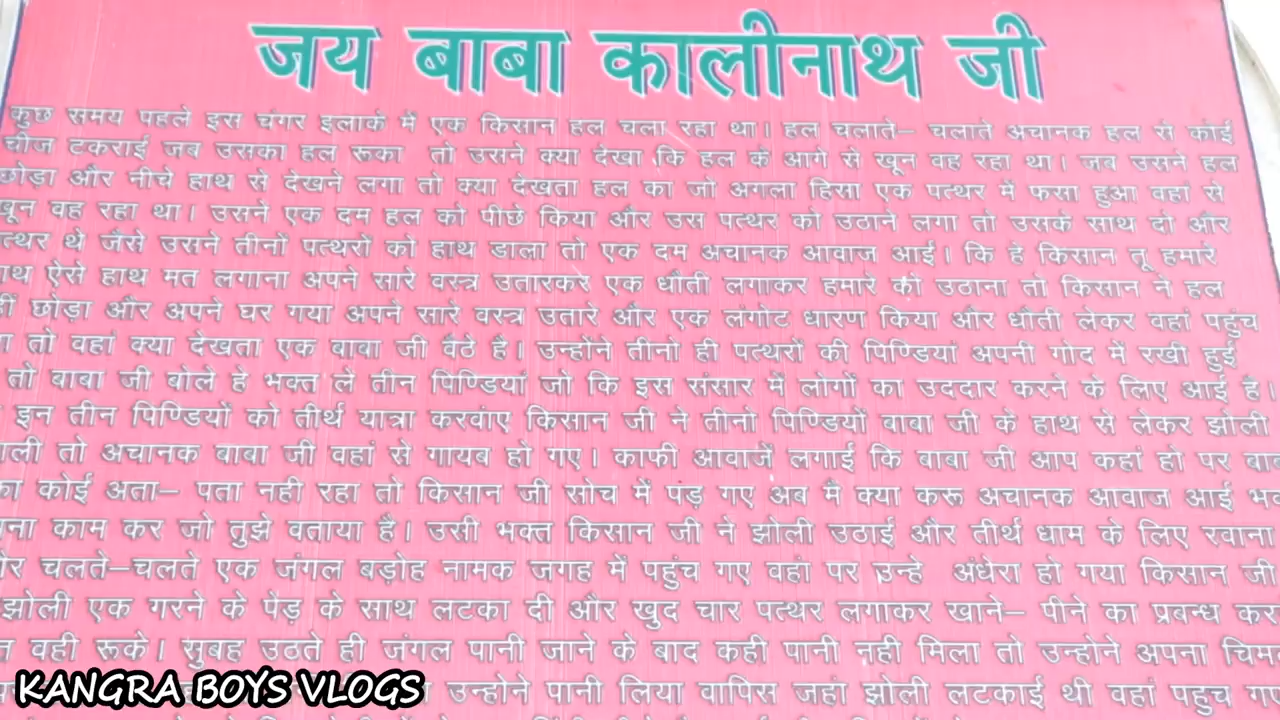 जय बाबा कालीनाथ जी
कुछ समय पहले इस चंगर इलाके में एक किसान हल चला रहा था। हल चलाते– चलाते अचानक हल से कोई
चीज टकराई जब उसका हल रूका तो उसने क्या देखा कि हल के आगे से खून वह रहा था। जब उसने हल
छोड़ा और नीचे हाथ से देखने लगा तो क्या देखता हल का जो अगला हिसा एक पत्थर में फसा हुआ वहां से
खून वह रहा था। उसने एक दम हल को पीछे किया और उस पत्थर को उठाने लगा तो उसके साथ दो और
त्थर थे जैसे उसने तीनों पत्थरों को हाथ डाला तो एक दम अचानक आवाज आई। कि हे किसान तू हमारे
ाथ ऐसे हाथ मत लगाना अपने सारे वस्त्र उतारकर एक धौती लगाकर हमारे को उठाना तो किसान ने हल
हीं छोड़ा और अपने घर गया अपने सारे वस्त्र उतारे और एक लंगोट धारण किया और धौती लेकर वहां पहुंच
ा तो वहां क्या देखता एक बाबा जी वैठे है। उन्होंने तीनो ही पत्थरों की पिण्डियां अपनी गोद में रखी हुई
तो बाबा जी बोले हे भक्त ले तीन पिण्डियां जो कि इस संसार में लोगों का उददार करने के लिए आई है।
इन तीन पिण्डियों को तीर्थ यात्रा करवांए किसान जी ने तीनो पिण्डियों बाबा जी के हाथ से लेकर झोली
ली तो अचानक बाबा जी वहां से गायब हो गए। काफी आवाजें लगाई कि बाबा जी आप कहां हो पर बाब
का कोई अता– पता नही रहा तो किसान जी सोच में पड़ गए अब मै क्या करू अचानक आवाज आई भक
ना काम कर जो तुझे वताया है। उसी भक्त किसान जी ने झोली उठाई और तीर्थ धाम के लिए रवाना
र चलते–चलते एक जंगल बड़ोह नामक जगह में पहुंच गए वहां पर उन्हे अंधेरा हो गया किसान जी
झोली एक गरने के पेड़ के साथ लटका दी और खुद चार पत्थर लगाकर खाने– पीने का प्रबन्ध कर
वही रूके। सुबह उठते ही जंगल पानी जाने के बाद कही पानी नही मिला तो उन्होने अपना चिम
उन्होने पानी लिया वापिस जहां झोली लटकाई थी वहां पहुच गए
KANGRA BOYS VLOGS